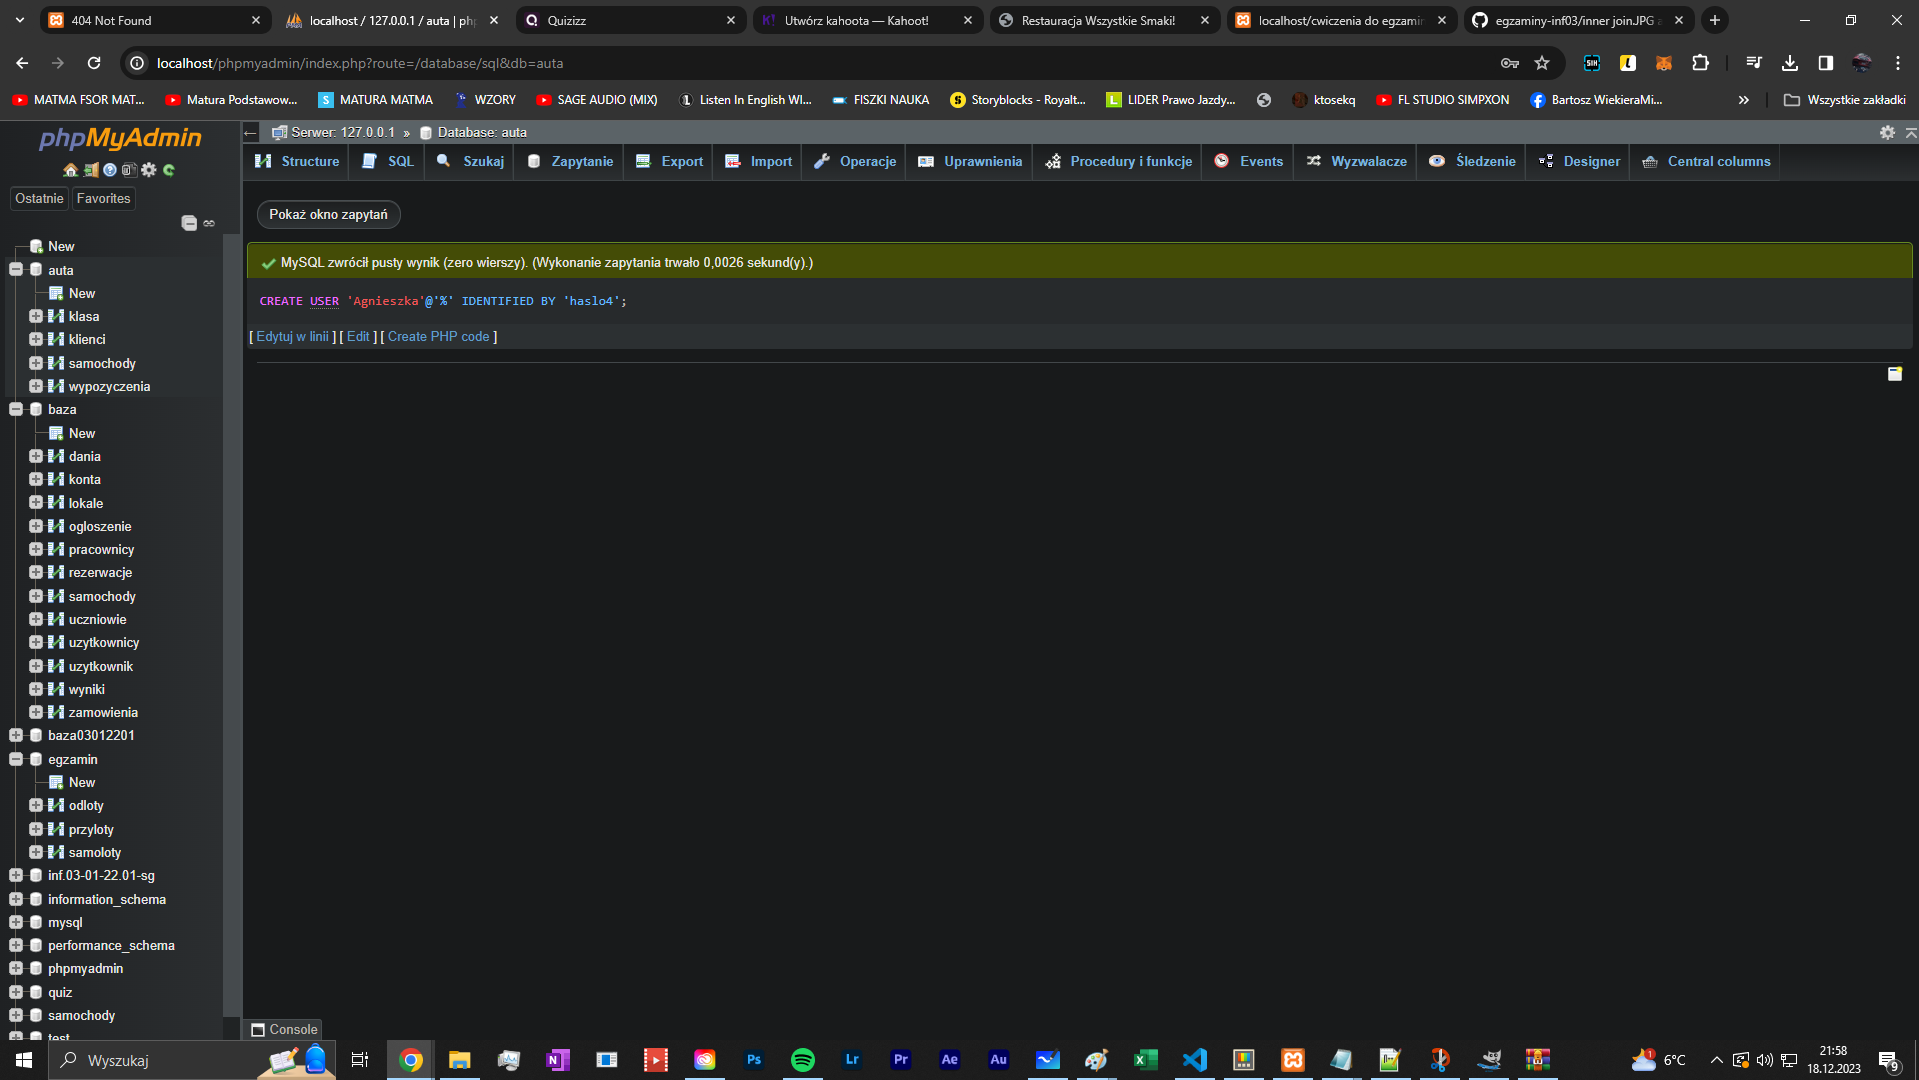 404 Not Found
localhost / 127.0.0.1 / auta | php
Quizizz
Utwórz kahoota — Kahoot!
Restauracja Wszystkie Smaki!
localhost/cwiczenia do egzamin
egzaminy-inf03/inner join.JPG a
localhost/phpmyadmin/index.php?route=/database/sql&db=auta
MATMA FSOR MAT...
Matura Podstawow...
MATURA MATMA
WZORY
SAGE AUDIO (MIX)
Listen In English WI...
FISZKI NAUKA
Storyblocks - Royalt...
LIDER Prawo Jazdy...
ktosekq
FL STUDIO SIMPXON
Bartosz WiekieraMi...
Wszystkie zakładki
phpMyAdmin
Serwer: 127.0.0.1 » Database: auta
Structure
SQL
Szukaj
Zapytanie
Export
Import
Operacje
Uprawnienia
Procedury i funkcje
Events
Wyzwalacze
Śledzenie
Designer
Central columns
Ostatnie
Favorites
Pokaż okno zapytań
MySQL zwrócił pusty wynik (zero wierszy). (Wykonanie zapytania trwało 0,0026 sekund(y).)
CREATE USER 'Agnieszka'@'%' IDENTIFIED BY 'haslo4';
[ Edytuj w linii ] [ Edit ] [ Create PHP code ]
New
auta
New
klasa
klienci
samochody
wypozyczenia
baza
New
dania
konta
lokale
ogloszenie
pracownicy
rezerwacje
samochody
uczniowie
uzytkownicy
uzytkownik
wyniki
zamowienia
baza03012201
egzamin
New
odloty
przyloty
samoloty
inf.03-01-22.01-sg
information_schema
mysql
performance_schema
phpmyadmin
quiz
samochody
test
Console
Wyszukaj
Ps
Lr
Pr
Ae
Au
1
6°C
21:58
18.12.2023
9